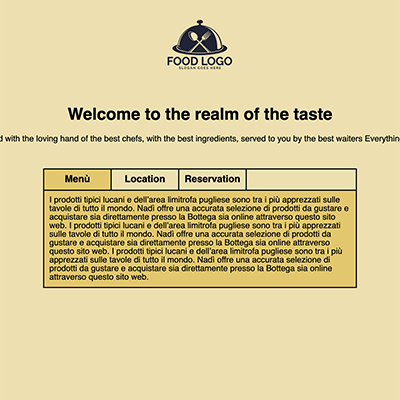 FOOD LOGO
SLOGAN GOES HERE
Welcome to the realm of the taste
with the loving hand of the best chefs, with the best ingredients, served to you by the best waiters Everything
Menù
Location
Reservation
I prodotti tipici lucani e dell'area limitrofa pugliese sono tra i più apprezzati sulle
tavole di tutto il mondo. Nadì offre una accurata selezione di prodotti da gustare e
acquistare sia direttamente presso la Bottega sia online attraverso questo sito
web. I prodotti tipici lucani e dell'area limitrofa pugliese sono tra i più apprezzati
sulle tavole di tutto il mondo. Nadì offre una accurata selezione di prodotti da
gustare e acquistare sia direttamente presso la Bottega sia online attraverso
questo sito web. I prodotti tipici lucani e dell'area limitrofa pugliese sono tra i più
apprezzati sulle tavole di tutto il mondo. Nadì offre una accurata selezione di
prodotti da gustare e acquistare sia direttamente presso la Bottega sia online
attraverso questo sito web.